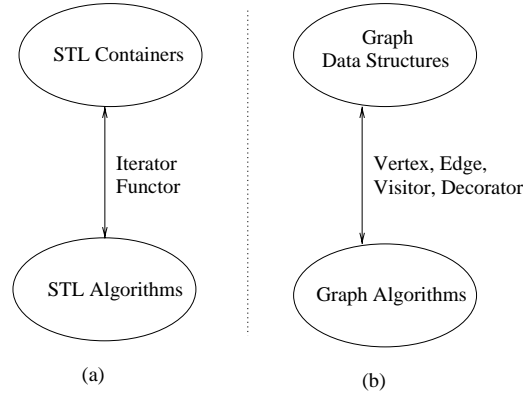 STL Containers
Iterator
Functor
STL Algorithms
(a)
Graph
Data Structures
Vertex, Edge,
Visitor, Decorator
Graph Algorithms
(b)